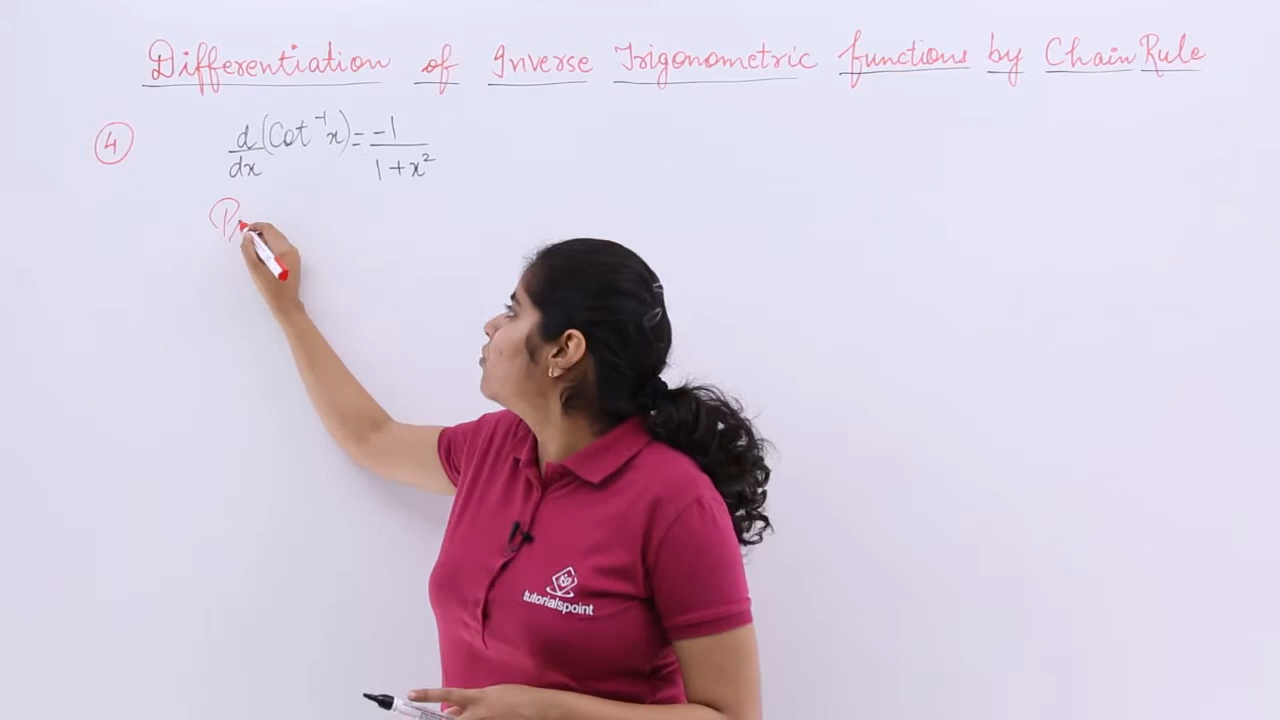 Differentiation of Inverse Trigonometric functions by Chain Rule
4 d/dx (Cot⁻¹x) = -1/1+x²
tutorialspoint